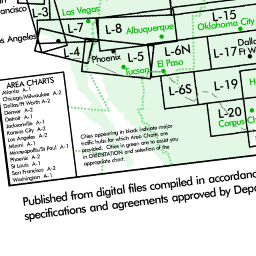 L-3
Las Vegas
L-15
Oklahoma City
L-7
L-8
Albuquerque
Angeles
L-4
Phoenix
L-5
Tucson
L-6N
El Paso
L-17
L-6S
L-19
L-20
Corpus
AREA CHARTS
Atlanta A-1
Chicago/Milwaukee A-2
Dallas/Ft Worth A-2
Denver A-2
Detroit A-1
Jacksonville A-1
Kansas City A-2
Los Angeles A-2
Miami A-1
Minneapolis/St Paul A-1
Phoenix A-2
St Louis A-1
San Francisco A-2
Washington A-1
Cities appearing in black indicate major
traffic hubs for which Area Charts are
provided. Cities in green are to assist you
in ORIENTATION and selection of the
appropriate chart.
Published from digital files compiled in accordanc
specifications and agreements approved by Depa